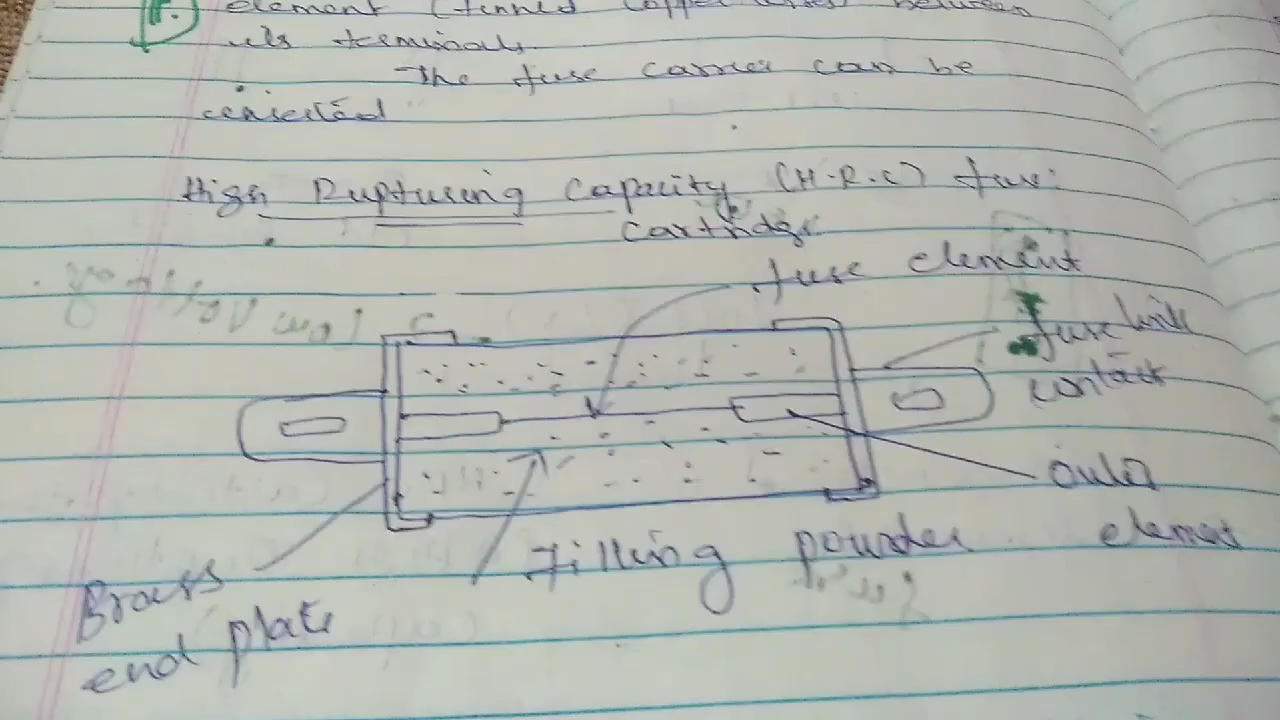 element (tinned copper wire) between
its terminals.
The fuse carrier can be
High Rupturing Capacity (H.R.C) fuse:
Cartridge
fuse element
fuse link
contact
outer
element
Filling powder
Brass
end plate